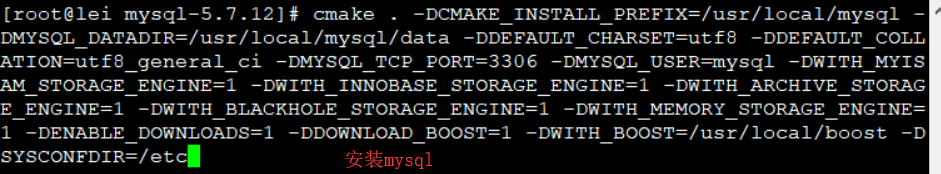 [root@lei mysql-5.7.12]# cmake . -DCMAKE_INSTALL_PREFIX=/usr/local/mysql -
DMYSQL_DATADIR=/usr/local/mysql/data -DDEFAULT_CHARSET=utf8 -DDEFAULT_COLL
ATION=utf8_general_ci -DMYSQL_TCP_PORT=3306 -DMYSQL_USER=mysql -DWITH_MYIS
AM_STORAGE_ENGINE=1 -DWITH_INNOBASE_STORAGE_ENGINE=1 -DWITH_ARCHIVE_STORAG
E_ENGINE=1 -DWITH_BLACKHOLE_STORAGE_ENGINE=1 -DWITH_MEMORY_STORAGE_ENGINE=
1 -DENABLE_DOWNLOADS=1 -DDOWNLOAD_BOOST=1 -DWITH_BOOST=/usr/local/boost -D
SYSCONFDIR=/etc
安装mysql